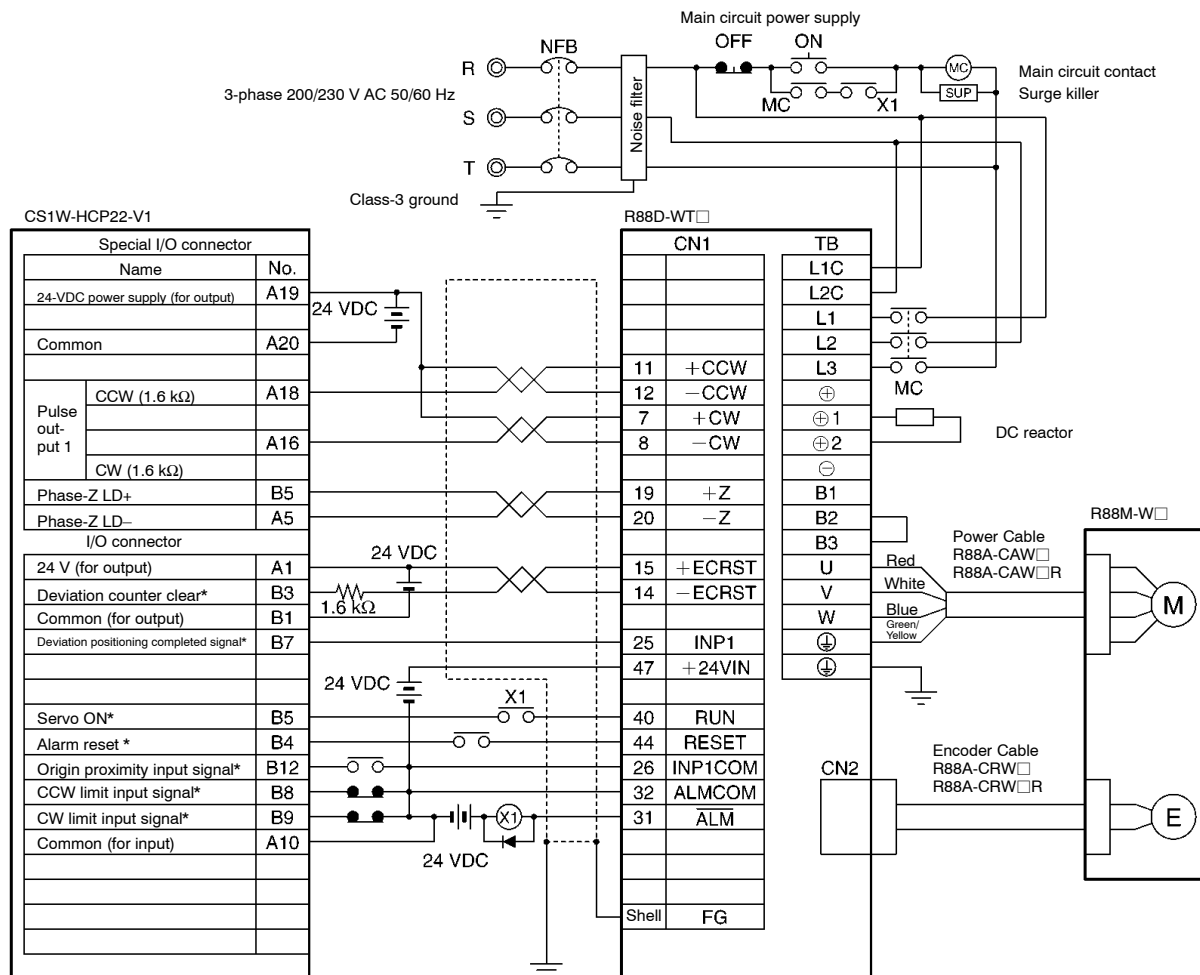 Main circuit power supply
OFF ON
NFB
R
MC
Main circuit contact
SUP
Surge killer
3-phase 200/230 V AC 50/60 Hz
MC X1
S
Noise filter
T
Class-3 ground
CS1W-HCP22-V1
Special I/O connector
Name No.
24-VDC power supply (for output) A19
24 VDC
Common A20
Pulse out-put 1
CCW (1.6 kΩ) A18
A16
CW (1.6 kΩ)
Phase-Z LD+ B5
Phase-Z LD− A5
I/O connector
24 V (for output) A1
24 VDC
Deviation counter clear* B3
1.6 kΩ
Common (for output) B1
Deviation positioning completed signal* B7
24 VDC
Servo ON* B5
X1
Alarm reset * B4
Origin proximity input signal* B12
CCW limit input signal* B8
CW limit input signal* B9
X1
Common (for input) A10
24 VDC
R88D-WT□
CN1
11 +CCW
12 −CCW
7 +CW
8 −CW
19 +Z
20 −Z
15 +ECRST
14 −ECRST
25 INP1
47 +24VIN
40 RUN
44 RESET
26 INP1COM
32 ALMCOM
31 ALM
Shell FG
TB
L1C
L2C
L1
L2
L3
MC
⊕
⊕1
⊕2
DC reactor
⊖
B1
B2
B3
U Red
V White
W Blue
Green/
Yellow
Power Cable
R88A-CAW□
R88A-CAW□R
R88M-W□
M
CN2
Encoder Cable
R88A-CRW□
R88A-CRW□R
E